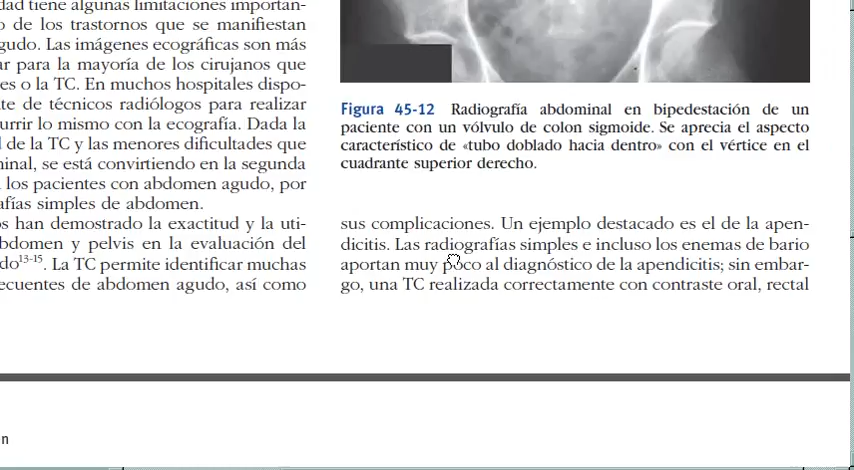 dad tiene algunas limitaciones importan-
o de los trastornos que se manifiestan
gudo. Las imágenes ecográficas son más
ar para la mayoría de los cirujanos que
es o la TC. En muchos hospitales dispo-
te de técnicos radiólogos para realizar
urrir lo mismo con la ecografía. Dada la
d de la TC y las menores dificultades que
minal, se está convirtiendo en la segunda
los pacientes con abdomen agudo, por
afías simples de abdomen.
os han demostrado la exactitud y la uti-
bdomen y pelvis en la evaluación del
do13-15. La TC permite identificar muchas
ecuentes de abdomen agudo, así como
Figura 45-12 Radiografía abdominal en bipedestación de un
paciente con un vólvulo de colon sigmoide. Se aprecia el aspecto
característico de «tubo doblado hacia dentro» con el vértice en el
cuadrante superior derecho.
sus complicaciones. Un ejemplo destacado es el de la apen-
dicitis. Las radiografías simples e incluso los enemas de bario
aportan muy poco al diagnóstico de la apendicitis; sin embar-
go, una TC realizada correctamente con contraste oral, rectal
n